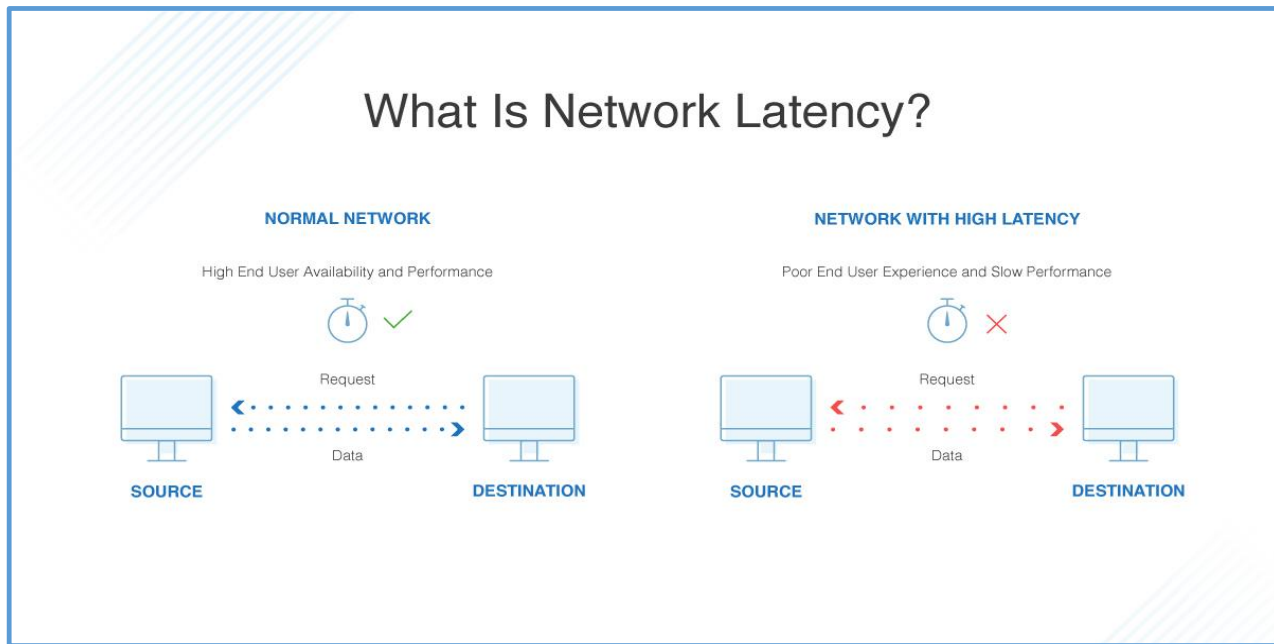 What Is Network Latency?
NORMAL NETWORK
High End User Availability and Performance
Request
Data
SOURCE
DESTINATION
NETWORK WITH HIGH LATENCY
Poor End User Experience and Slow Performance
Request
Data
SOURCE
DESTINATION